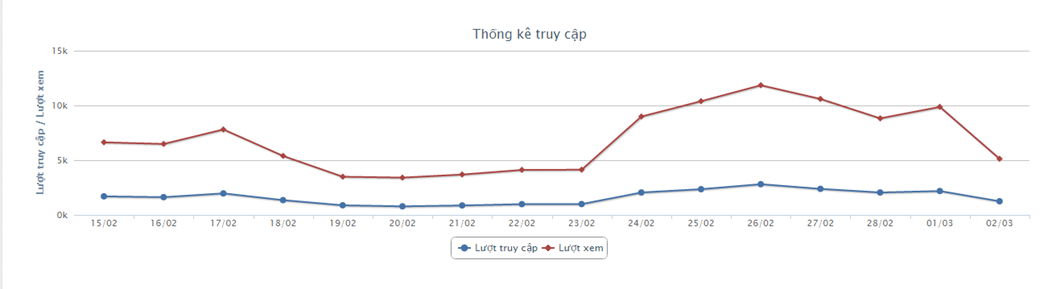 Thống kê truy cập
15k
10k
5k
0k
Lượt truy cập / Lượt xem
15/02 16/02 17/02 18/02 19/02 20/02 21/02 22/02 23/02 24/02 25/02 26/02 27/02 28/02 01/03 02/03
Lượt truy cập Lượt xem